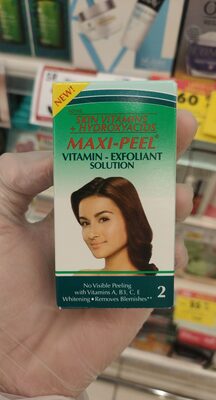 NEW!
SKIN VITAMINS
+ HYDROXYACIDS
MAXI-PEEL®
VITAMIN - EXFOLIANT
SOLUTION
No Visible Peeling
with Vitamins A, B3, C, E
Whitening • Removes Blemishes**
2
60